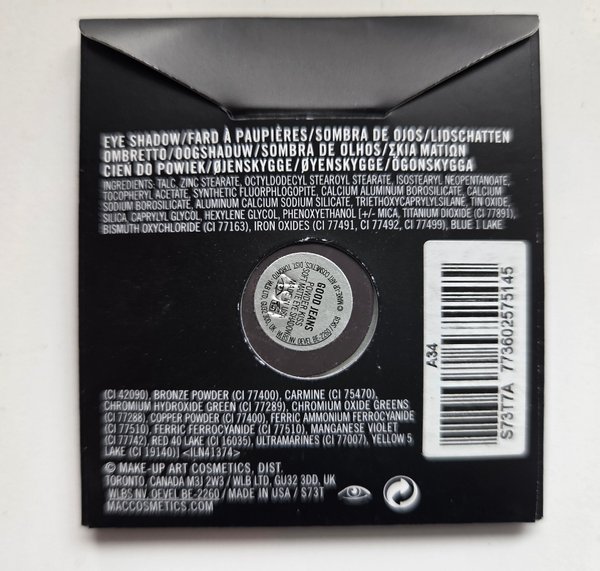 EYE SHADOW/FARD À PAUPIÈRES/SOMBRA DE OJOS/LIDSCHATTEN
OMBRETTO/OOGSHADUW/SOMBRA DE OLHOS/ΣΚΙΑ ΜΑΤΙΩΝ
CIEŃ DO POWIEK/ØJENSKYGGE/ØYENSKYGGE/ÖGONSKYGGA
INGREDIENTS: TALC, ZINC STEARATE, OCTYLDODECYL STEAROYL STEARATE, ISOSTEARYL NEOPENTANOATE,
TOCOPHERYL ACETATE, SYNTHETIC FLUORPHLOGOPITE, CALCIUM ALUMINUM BOROSILICATE, CALCIUM
SODIUM BOROSILICATE, ALUMINUM CALCIUM SODIUM SILICATE, TRIETHOXYCAPRYLYLSILANE, TIN OXIDE,
SILICA, CAPRYLYL GLYCOL, HEXYLENE GLYCOL, PHENOXYETHANOL [+/- MICA, TITANIUM DIOXIDE (CI 77891),
BISMUTH OXYCHLORIDE (CI 77163), IRON OXIDES (CI 77491, CI 77492, CI 77499), BLUE 1 LAKE
GOOD JEANS
POWDER KISS
SOFT MATTE EYE SHADOW
(CI 42090), BRONZE POWDER (CI 77400), CARMINE (CI 75470),
CHROMIUM HYDROXIDE GREEN (CI 77289), CHROMIUM OXIDE GREENS
(CI 77288), COPPER POWDER (CI 77400), FERRIC AMMONIUM FERROCYANIDE
(CI 77510), FERRIC FERROCYANIDE (CI 77510), MANGANESE VIOLET
(CI 77742), RED 40 LAKE (CI 16035), ULTRAMARINES (CI 77007), YELLOW 5
LAKE (CI 19140)] <ILN41374>
© MAKE-UP ART COSMETICS, DIST.
TORONTO, CANADA M3J 2W3 / WLB LTD, GU32 3DD, UK
WLBS NV, OEVEL BE-2260 / MADE IN USA / S73T
MACCOSMETICS.COM
A34
S73T7A 773602575145